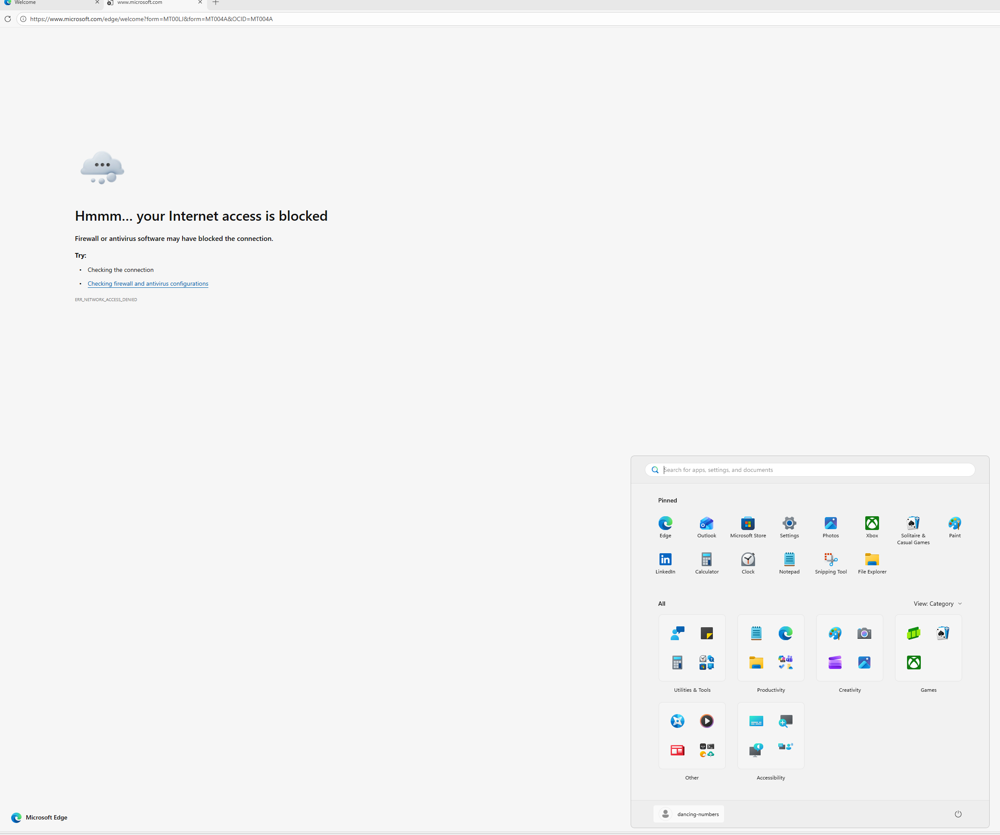 Welcome
www.microsoft.com
https://www.microsoft.com/edge/welcome?form=MT00LJ&form=MT004A&OCID=MT004A
Hmmm... your Internet access is blocked
Firewall or antivirus software may have blocked the connection.
Try:
• Checking the connection
• Checking firewall and antivirus configurations
ERR_NETWORK_ACCESS_DENIED
Search for apps, settings, and documents
Pinned
Edge
Outlook
Microsoft Store
Settings
Photos
Xbox
Solitaire &
Casual Games
Paint
LinkedIn
Calculator
Clock
Notepad
Snipping Tool
File Explorer
All
View: Category
Utilities & Tools
Productivity
Creativity
Games
Other
Accessibility
dancing-numbers
Microsoft Edge